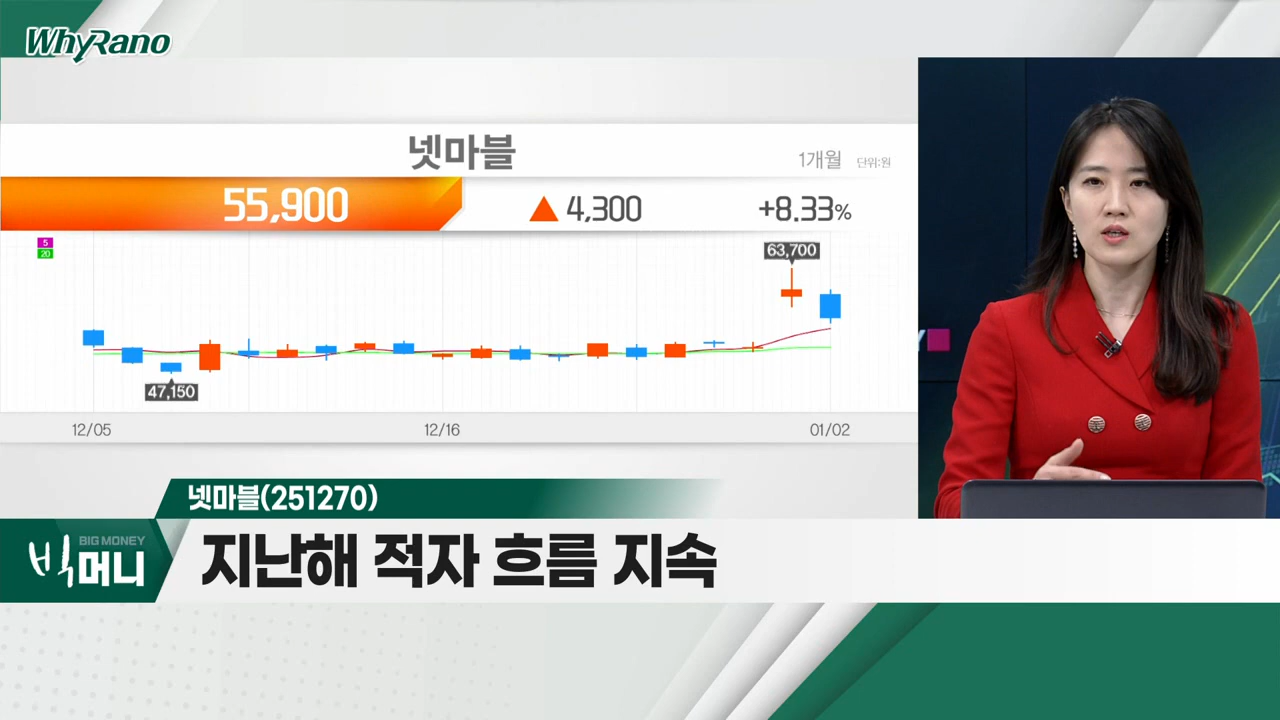 WhyRano
넷마블
1개월 단위:원
55,900 ▲ 4,300 +8.33%
5
20
63,700
47,150
12/05 12/16 01/02
넷마블(251270)
BIG MONEY
빅머니
지난해 적자 흐름 지속